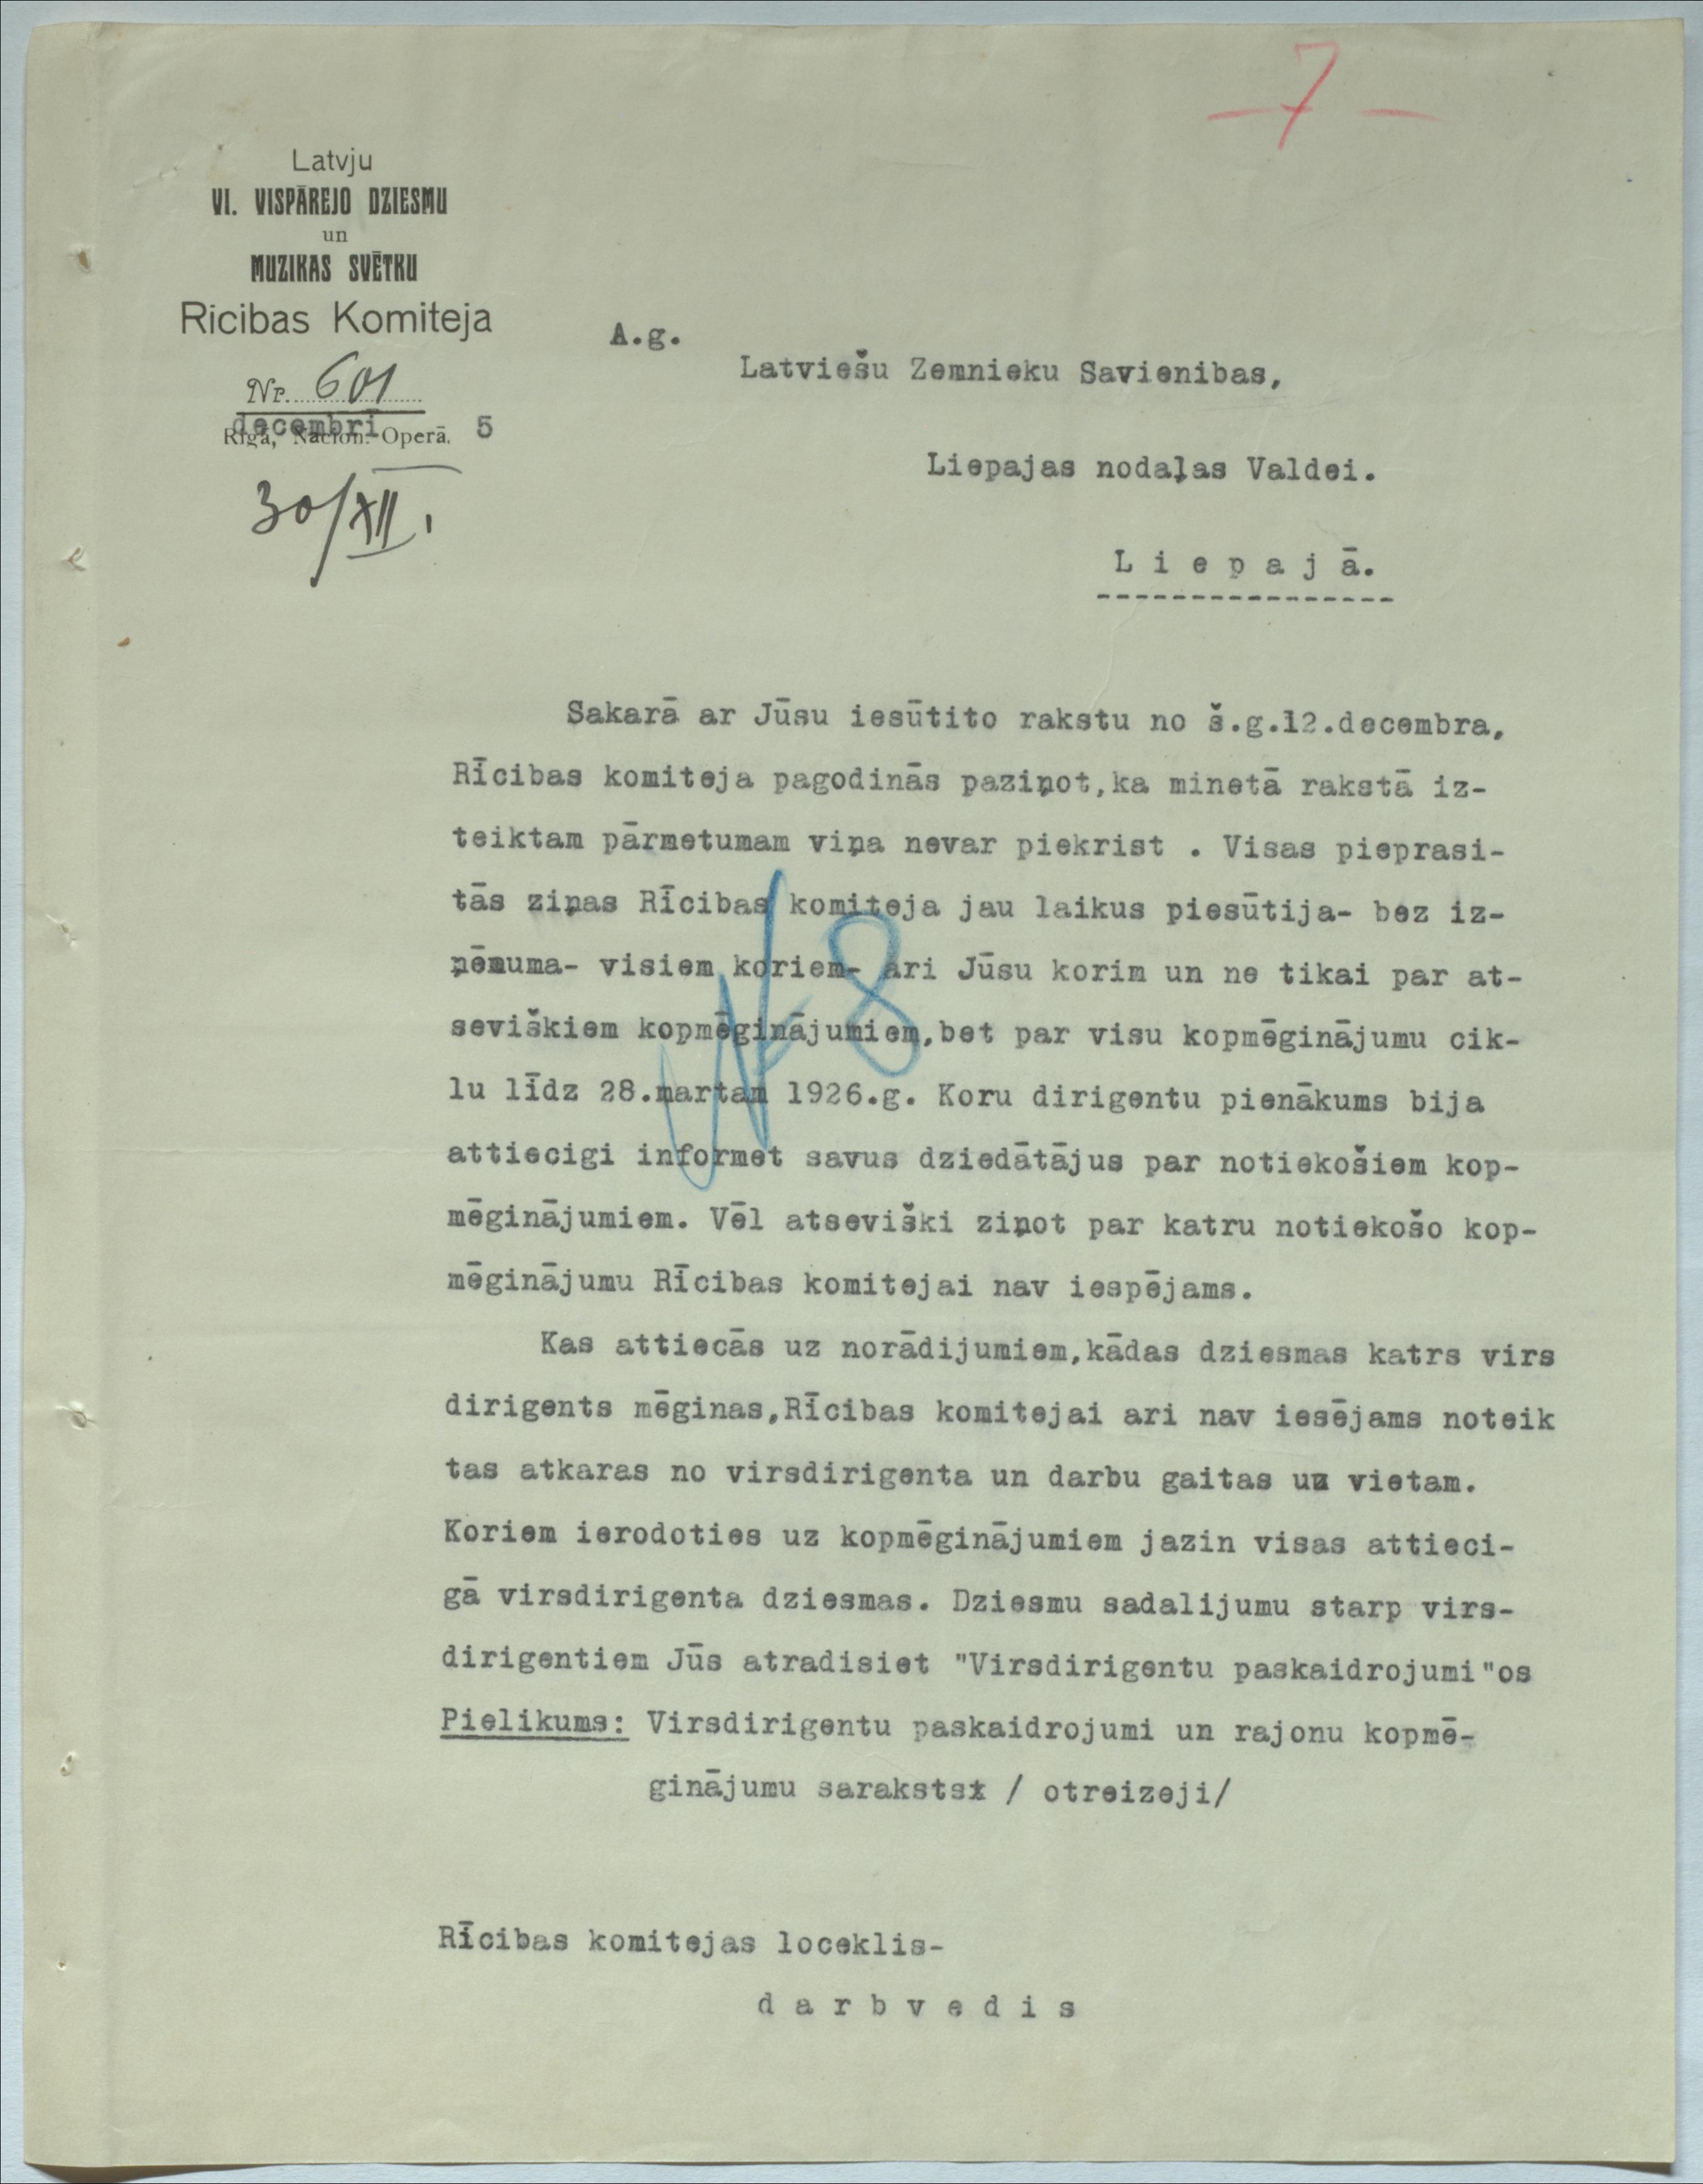 -7-
Latvju
VI. VISPĀREJO DZIESMU
un
MUZIKAS SVĒTKU
Ricibas Komiteja
Nr. 601
decembrī 5
Rīgā, Nacion. Operā.
30/XII.
A.g.
Latviešu Zemnieku Savienibas,
Liepajas nodaļas Valdei.
Liepajā.
Sakarā ar Jūsu iesūtito rakstu no š.g.12.decembra,
Rīcibas komiteja pagodinās paziņot,ka minetā rakstā iz-
teiktam pārmetumam viņa nevar piekrist . Visas pieprasi-
tās ziņas Rīcibas komiteja jau laikus piesūtija- bez iz-
ņēmuma- visiem koriem- ari Jūsu korim un ne tikai par at-
sevišķiem kopmēginājumiem,bet par visu kopmēginājumu cik-
lu līdz 28.martam 1926.g. Koru dirigentu pienākums bija
attiecigi informet savus dziedātājus par notiekošiem kop-
mēginājumiem. Vēl atseviški ziņot par katru notiekošo kop-
mēginājumu Rīcibas komitejai nav iespējams.
Kas attiecās uz norādijumiem,kādas dziesmas katrs virs
dirigents mēginas,Rīcibas komitejai ari nav iesējams noteik
tas atkaras no virsdirigenta un darbu gaitas uz vietam.
Koriem ierodoties uz kopmēginājumiem jazin visas attieci-
gā virsdirigenta dziesmas. Dziesmu sadalijumu starp virs-
dirigentiem Jūs atradisiet "Virsdirigentu paskaidrojumi"os
Pielikums: Virsdirigentu paskaidrojumi un rajonu kopmē-
ginājumu sarakstsx / otreizeji/
№ 8
Rīcibas komitejas loceklis-
darbvedis